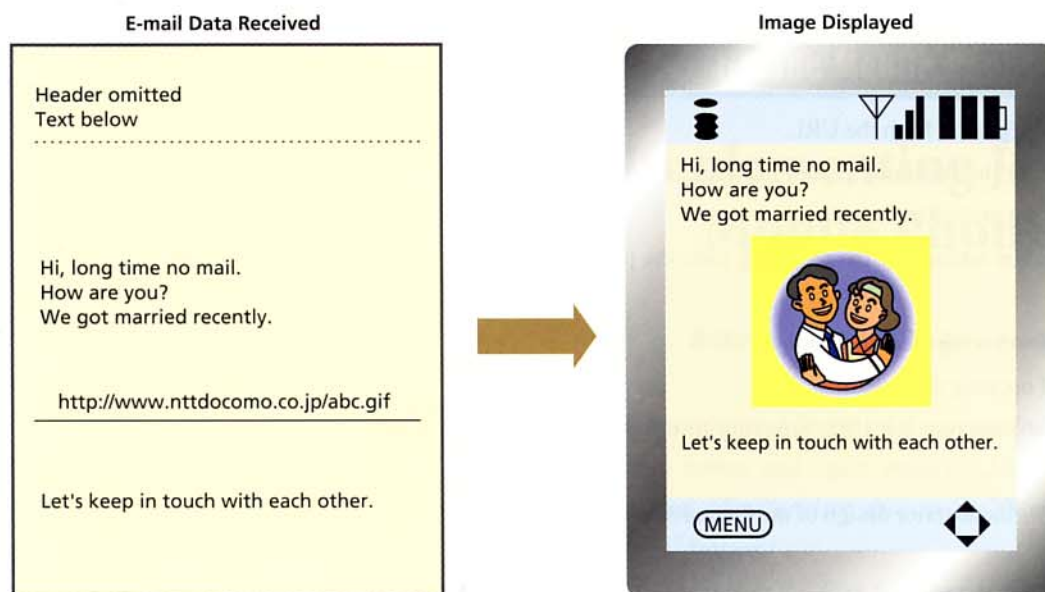 E-mail Data Received
Header omitted
Text below
Hi, long time no mail.
How are you?
We got married recently.
http://www.nttdocomo.co.jp/abc.gif
Let's keep in touch with each other.
Image Displayed
Hi, long time no mail.
How are you?
We got married recently.
Let's keep in touch with each other.
MENU